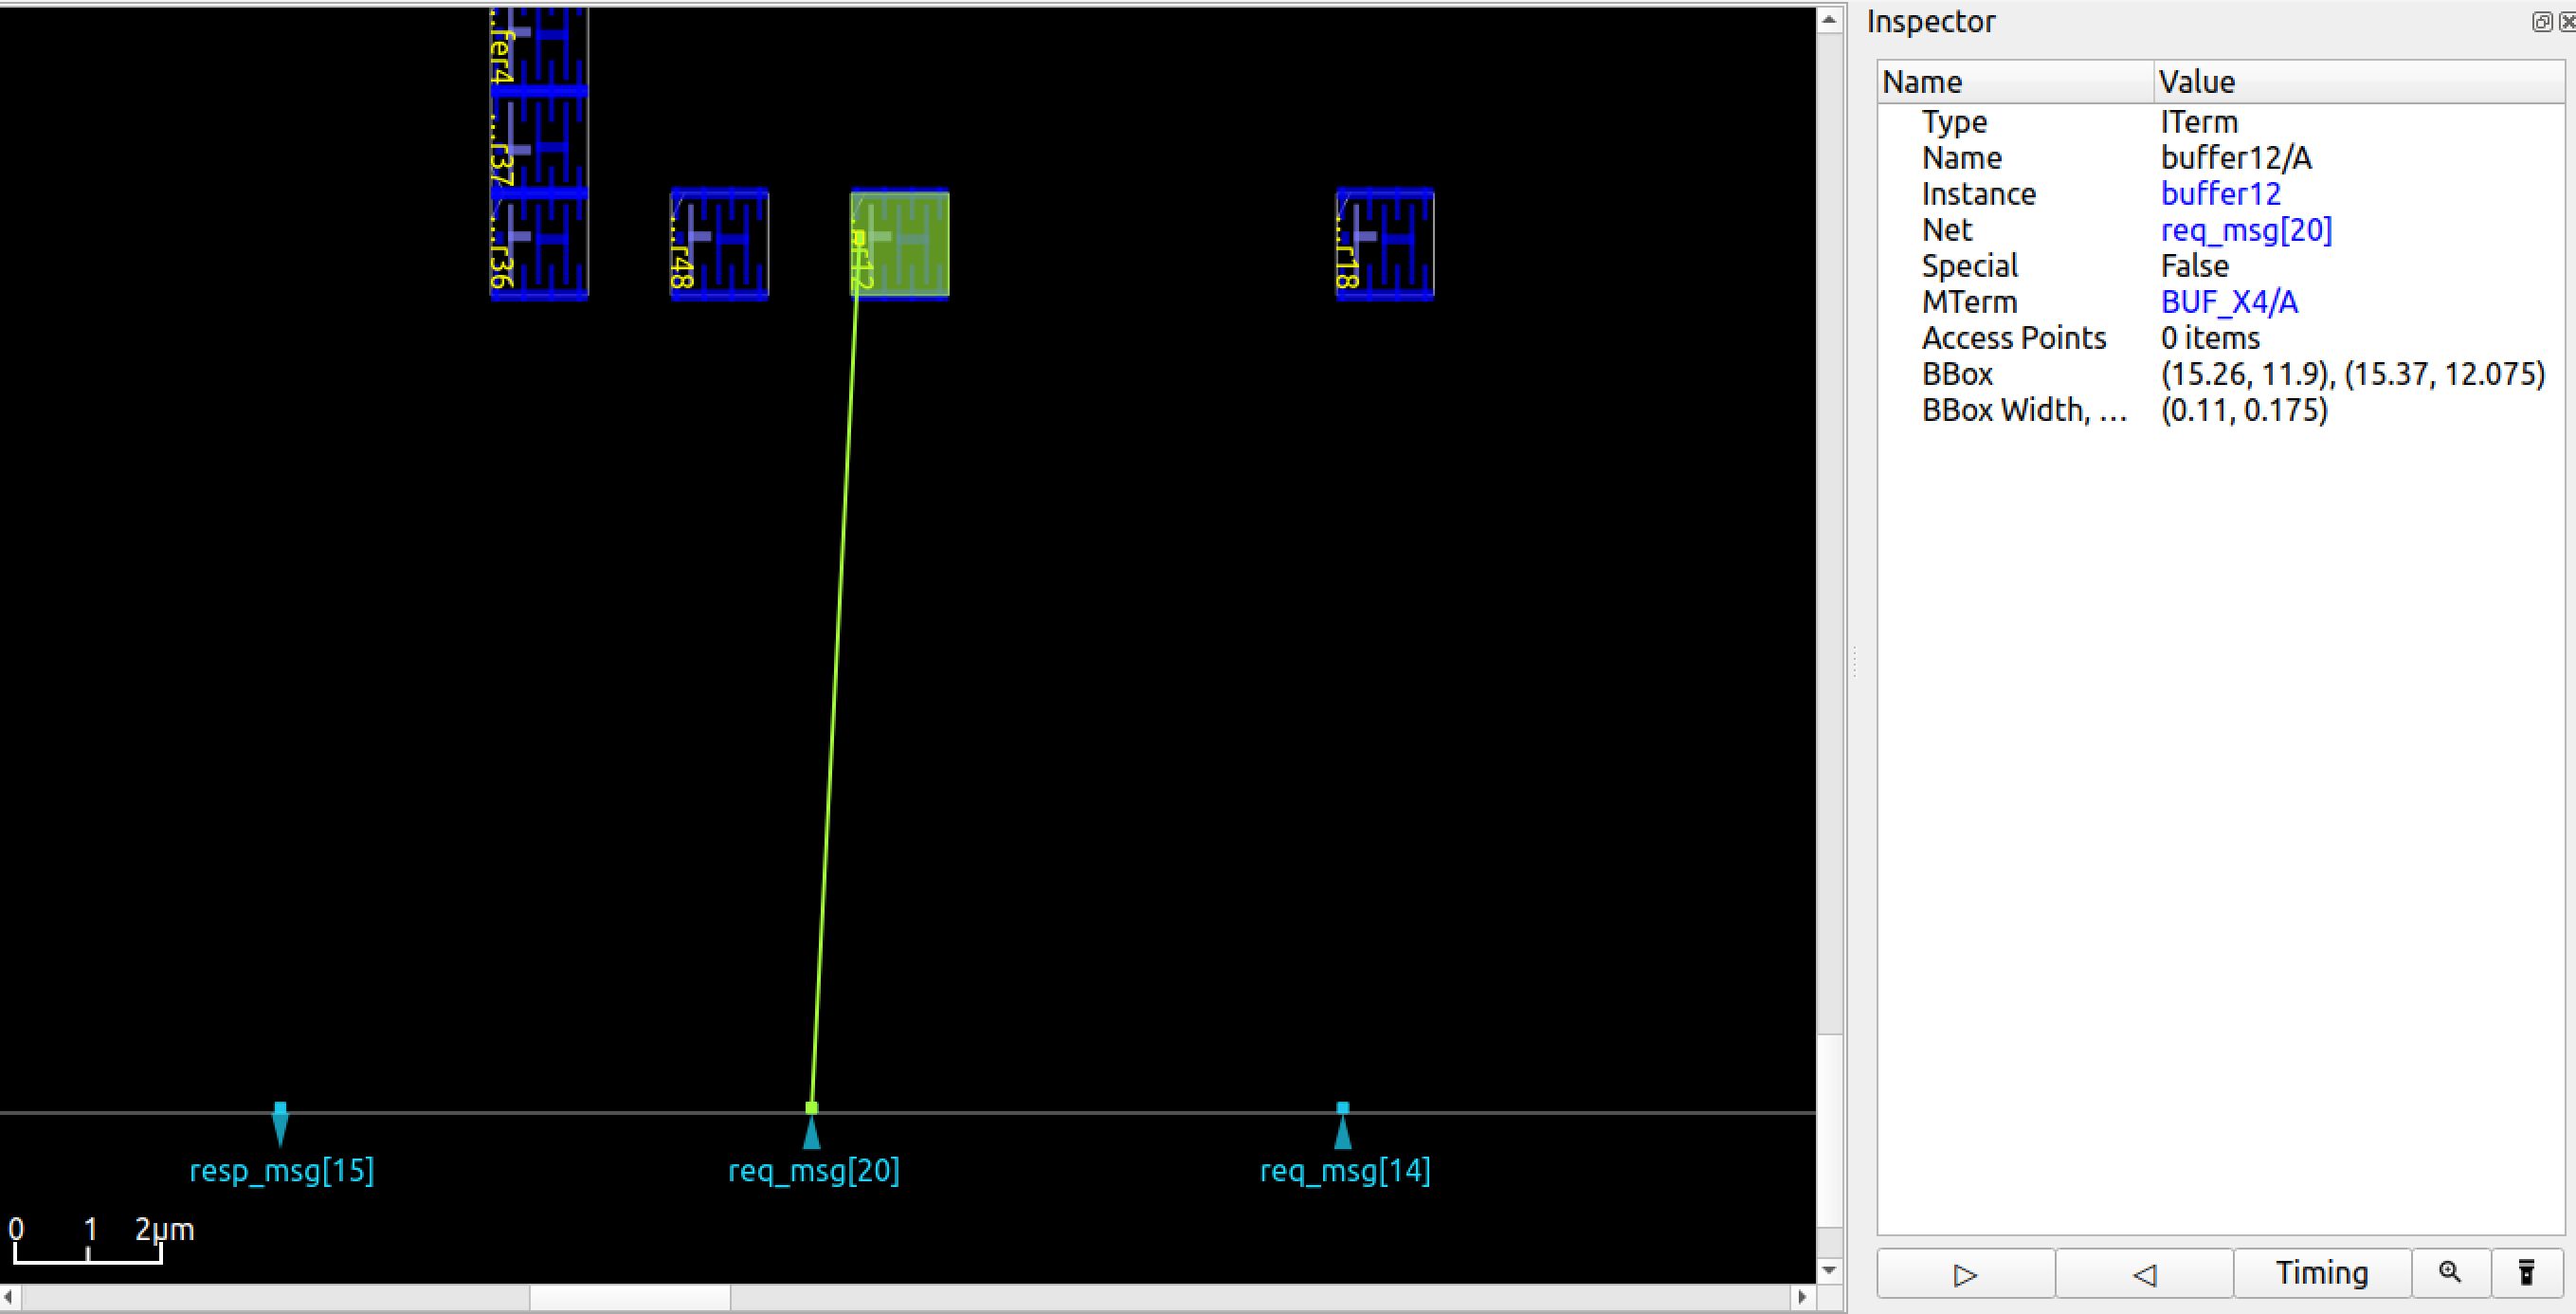 Inspector
Name Value
Type ITerm
Name buffer12/A
Instance buffer12
Net req_msg[20]
Special False
MTerm BUF_X4/A
Access Points 0 items
BBox (15.26, 11.9), (15.37, 12.075)
BBox Width, ... (0.11, 0.175)
...fer4
...r37
...r36
...r48
...r18
resp_msg[15]
req_msg[20]
req_msg[14]
0 1 2µm
Timing